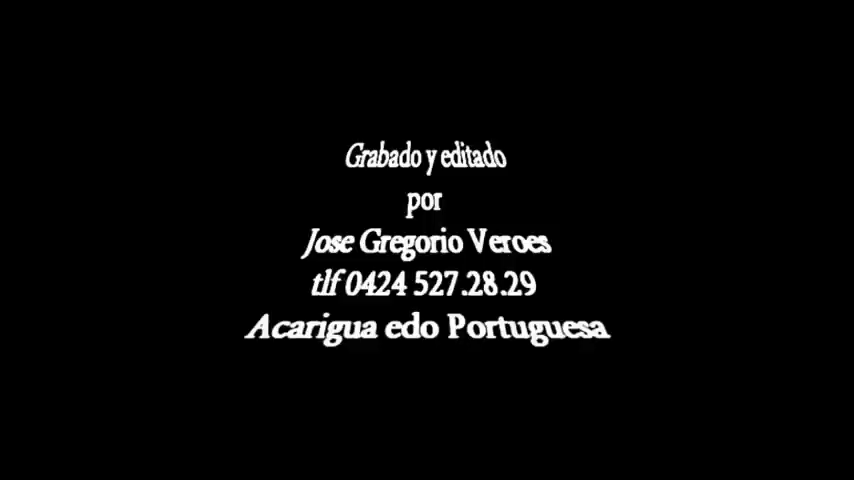 Grabado y editado
por
Jose Gregorio Veroes
tlf 0424 527.28.29
Acarigua edo Portuguesa